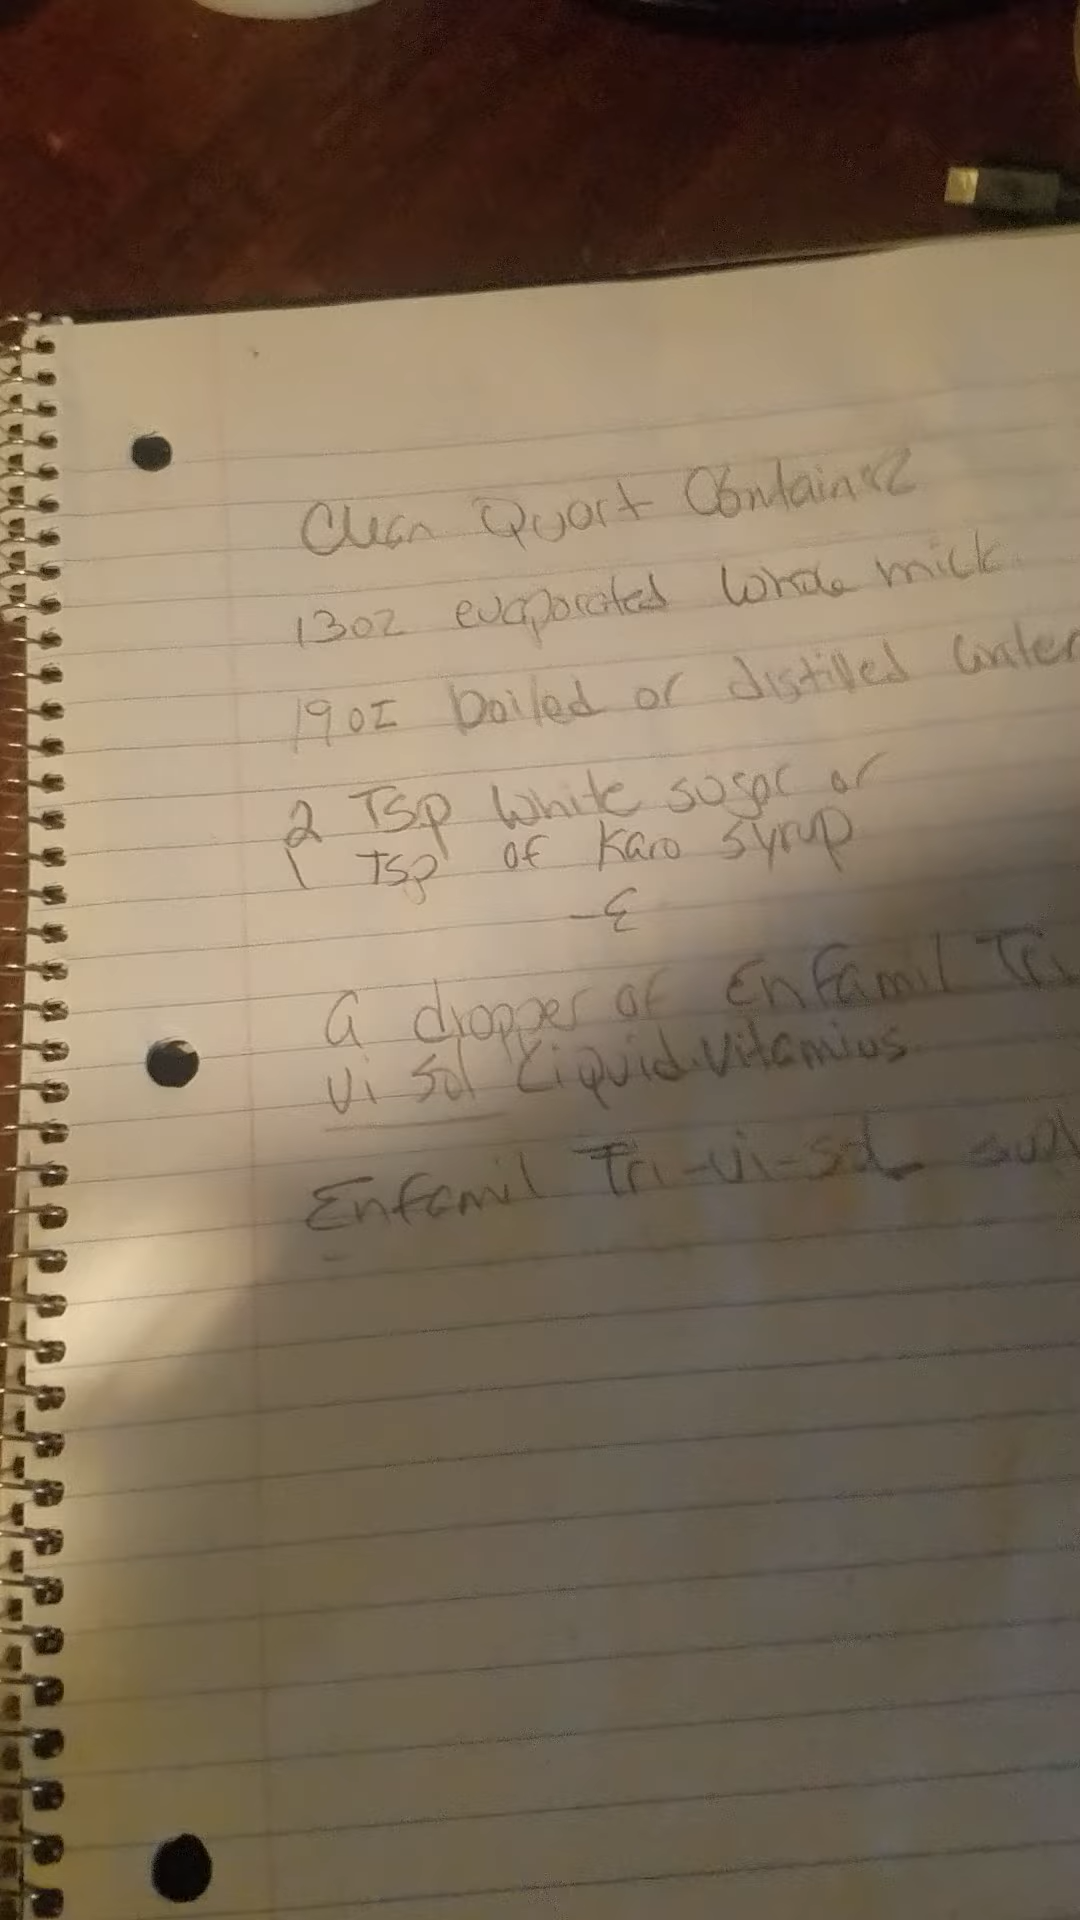 Clean Quart Container
13oz evaporated Whole milk.
19oz boiled or distilled water
2 Tsp White sugar or
1 Tsp of Karo Syrup
- &
a dropper of Enfamil Tri
Vi Sol Liquid Vitamins
Enfamil Tri-Vi-Sol